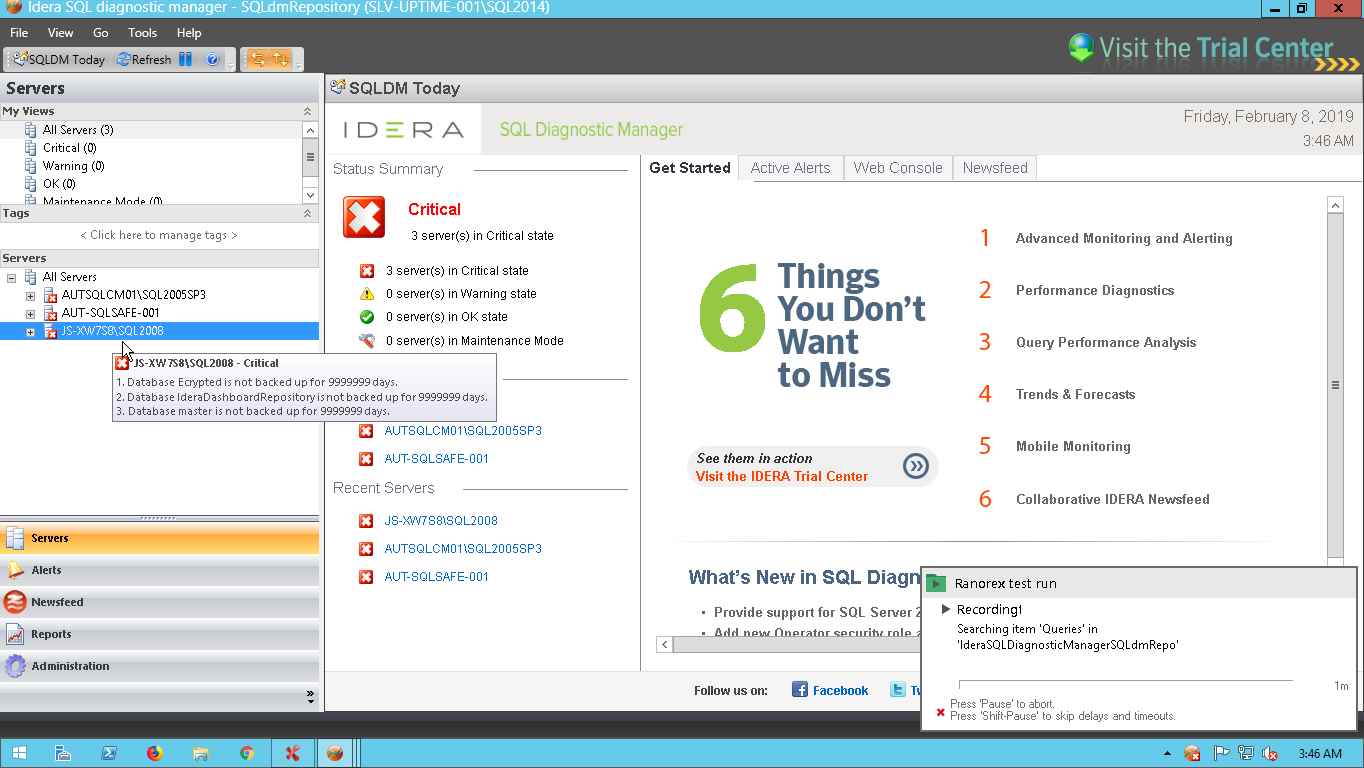 Idera SQL diagnostic manager - SQLdmRepository (SLV-UPTIME-001\SQL2014)
File View Go Tools Help
SQLDM Today Refresh
Visit the Trial Center
Servers
My Views
All Servers (3)
Critical (0)
Warning (0)
OK (0)
Maintenance Mode (0)
Tags
< Click here to manage tags >
Servers
All Servers
AUTSQLCM01\SQL2005SP3
AUT-SQLSAFE-001
JS-XW7S8\SQL2008
JS-XW7S8\SQL2008 - Critical
1. Database Ecrypted is not backed up for 9999999 days.
2. Database IderaDashboardRepository is not backed up for 9999999 days.
3. Database master is not backed up for 9999999 days.
Servers
Alerts
Newsfeed
Reports
Administration
SQLDM Today
IDERA SQL Diagnostic Manager
Friday, February 8, 2019
3:46 AM
Status Summary
Critical
3 server(s) in Critical state
3 server(s) in Critical state
0 server(s) in Warning state
0 server(s) in OK state
0 server(s) in Maintenance Mode
AUTSQLCM01\SQL2005SP3
AUT-SQLSAFE-001
Recent Servers
JS-XW7S8\SQL2008
AUTSQLCM01\SQL2005SP3
AUT-SQLSAFE-001
Get Started Active Alerts Web Console Newsfeed
6 Things
You Don't
Want
to Miss
See them in action
Visit the IDERA Trial Center
1 Advanced Monitoring and Alerting
2 Performance Diagnostics
3 Query Performance Analysis
4 Trends & Forecasts
5 Mobile Monitoring
6 Collaborative IDERA Newsfeed
What's New in SQL Diagn
• Provide support for SQL Server 2
• Add new Operator security role a
Follow us on: Facebook Tw
Ranorex test run
Recording1
Searching item 'Queries' in
'IderaSQLDiagnosticManagerSQLdmRepo'
1m
Press 'Pause' to abort.
Press 'Shift-Pause' to skip delays and timeouts.
3:46 AM